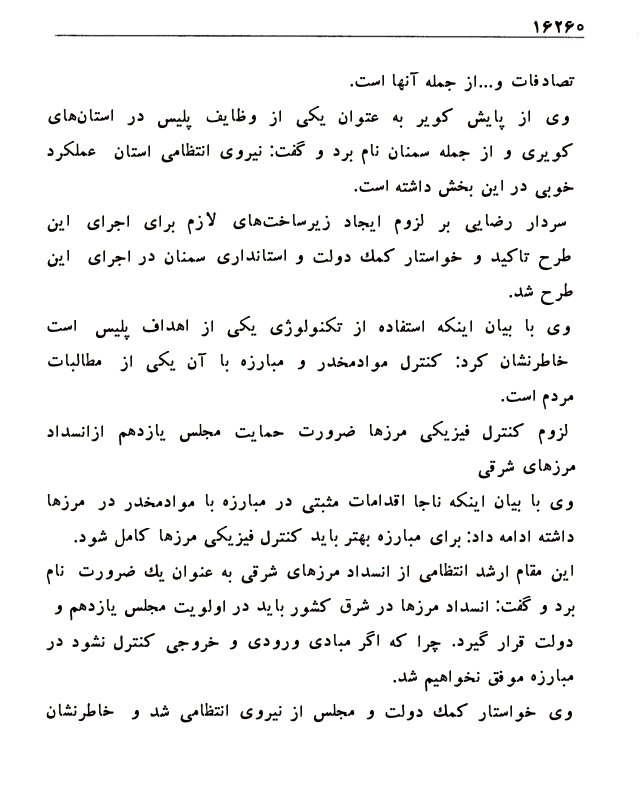 ۱۶۲۶۰
تصادفات و...از جمله آنها است.
وی از پایش کویر به عتوان یکی از وظایف پلیس در استان‌های
کویری و از جمله سمنان نام برد و گفت: نیروی انتظامی استان عملکرد
خوبی در این بخش داشته است.
سردار رضایی بر لزوم ایجاد زیرساخت‌های لازم برای اجرای این
طرح تاکید و خواستار کمك دولت و استانداری سمنان در اجرای این
طرح شد.
وی با بیان اینکه استفاده از تکنولوژی یکی از اهداف پلیس است
خاطرنشان کرد: کنترل موادمخدر و مبارزه با آن یکی از مطالبات
مردم است.
لزوم کنترل فیزیکی مرزها ضرورت حمایت مجلس یازدهم ازانسداد
مرزهای شرقی
وی با بیان اینکه ناجا اقدامات مثبتی در مبارزه با موادمخدر در مرزها
داشته ادامه داد: برای مبارزه بهتر باید کنترل فیزیکی مرزها کامل شود.
این مقام ارشد انتظامی از انسداد مرزهای شرقی به عنوان یك ضرورت نام
برد و گفت: انسداد مرزها در شرق کشور باید در اولویت مجلس یازدهم و
دولت قرار گیرد. چرا که اگر مبادی ورودی و خروجی کنترل نشود در
مبارزه موفق نخواهیم شد.
وی خواستار کمك دولت و مجلس از نیروی انتظامی شد و خاطرنشان